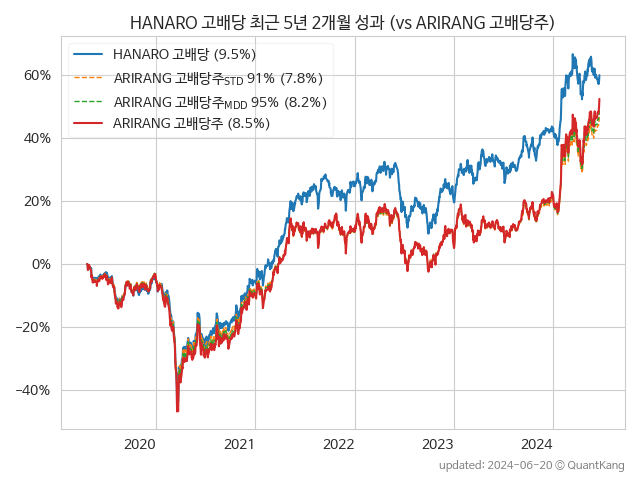 HANARO 고배당 최근 5년 2개월 성과 (vs ARIRANG 고배당주)
HANARO 고배당 (9.5%)
ARIRANG 고배당주STD 91% (7.8%)
ARIRANG 고배당주MDD 95% (8.2%)
ARIRANG 고배당주 (8.5%)
60%
40%
20%
0%
−20%
−40%
2020 2021 2022 2023 2024
updated: 2024-06-20 © QuantKang